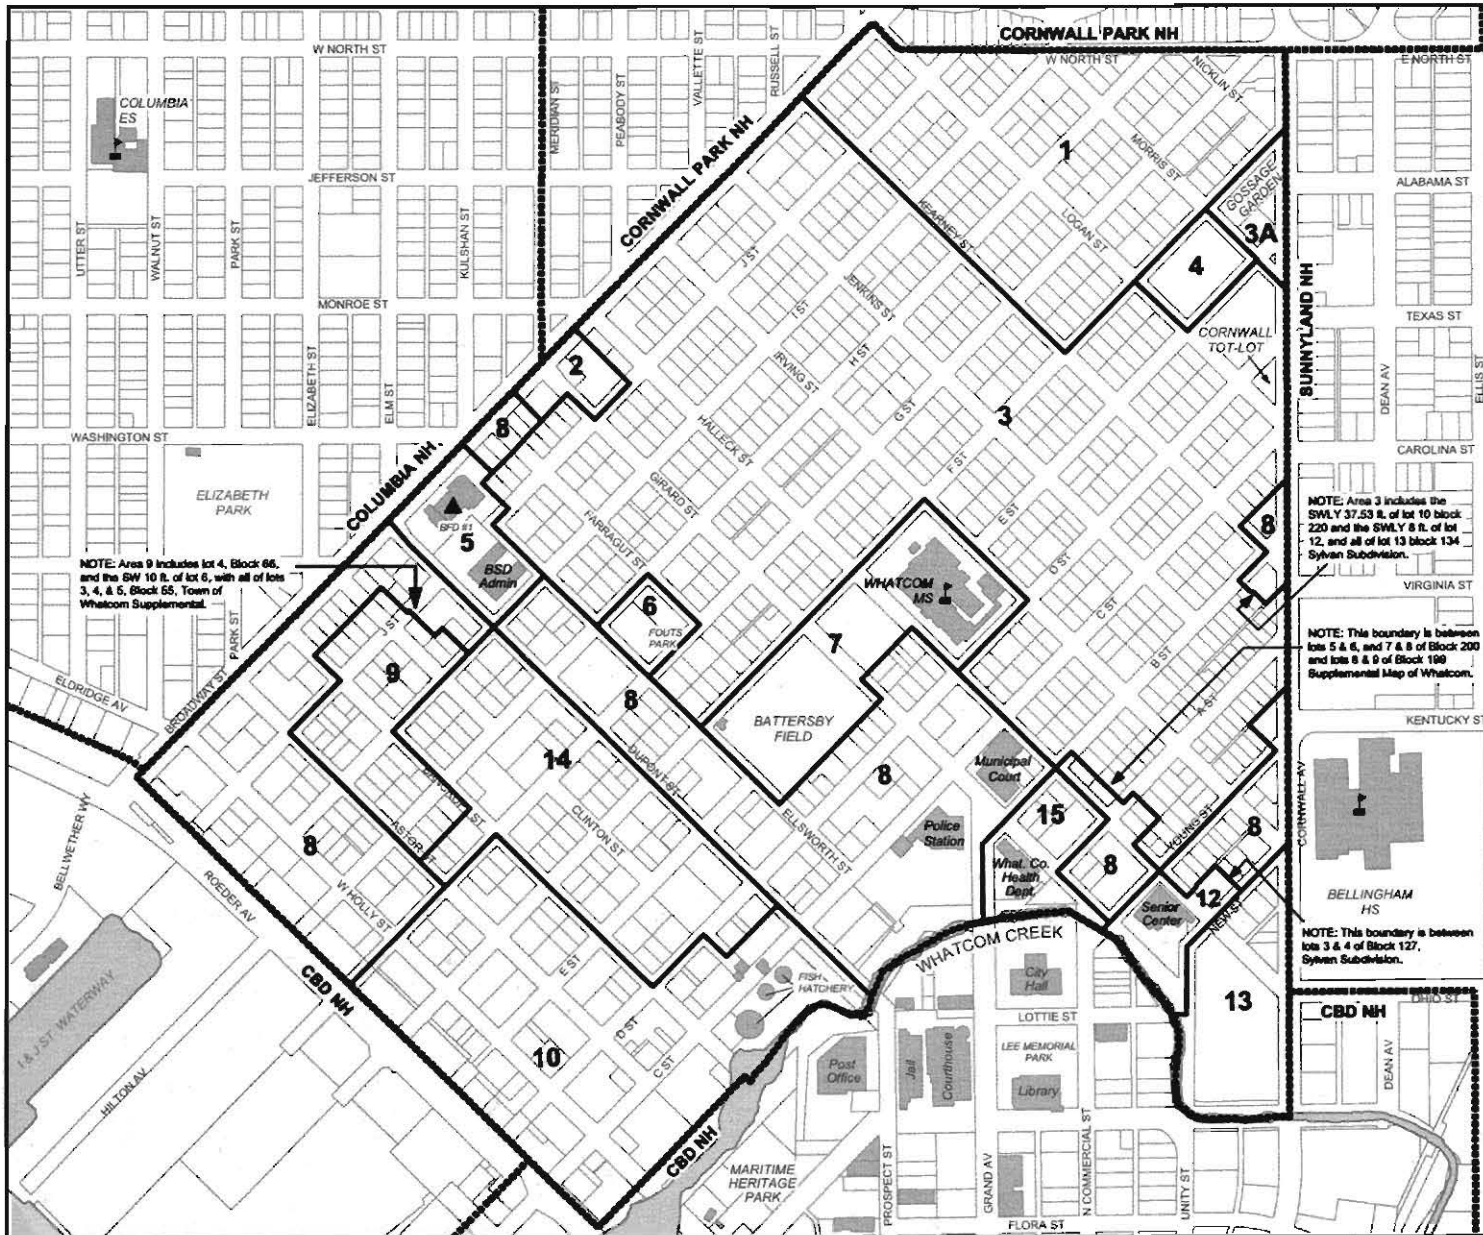 CORNWALL PARK NH
W NORTH ST
W NORTH ST
E NORTH ST
NICKLIN ST
VALLETTE ST
RUSSELL ST
MERIDIAN ST
PEABODY ST
COLUMBIA
ES
CORNWALL PARK NH
1
MORRIS ST
GOSSAGE
GARDEN
JEFFERSON ST
ALABAMA ST
UTTER ST
WALNUT ST
PARK ST
KULSHAN ST
KEARNEY ST
LOGAN ST
3A
4
J ST
JENKINS ST
I ST
MONROE ST
TEXAS ST
CORNWALL
TOT-LOT
SUNNYLAND NH
IRVING ST
H ST
ELIZABETH ST
ELM ST
2
DEAN AV
ELLIS ST
G ST
3
8
WASHINGTON ST
HALLECK ST
F ST
CAROLINA ST
COLUMBIA NH
ELIZABETH
PARK
GIRARD ST
E ST
NOTE: Area 3 includes the
SWLY 37.53 ft. of lot 10 block
220 and the SWLY 8 ft. of lot
12, and all of lot 13 block 134
Sylvan Subdivision.
8
BFD #1
5
FARRAGUT ST
BSD
Admin
D ST
WHATCOM
MS
NOTE: Area 9 includes lot 4, Block 66,
and the SW 10 ft. of lot 6, with all of lots
3, 4, & 5, Block 55, Town of
Whatcom Supplemental.
VIRGINIA ST
C ST
6
FOUTS
PARK
J ST
7
PARK ST
NOTE: This boundary is between
lots 5 & 6, and 7 & 8 of Block 200
and lots 8 & 9 of Block 199
Supplemental Map of Whatcom.
B ST
9
ELDRIDGE AV
BROADWAY ST
8
A ST
BATTERSBY
FIELD
KENTUCKY ST
14
DUPONT ST
Municipal
Court
8
BELLWETHER WY
ASTOR ST
CLINTON ST
ELLSWORTH ST
15
YOUNG ST
8
CORNWALL AV
8
Police
Station
What. Co.
Health
Dept.
8
ROEDER AV
W HOLLY ST
Senior
Center
12
NEW ST
BELLINGHAM
HS
NOTE: This boundary is between
lots 3 & 4 of Block 127,
Sylvan Subdivision.
WHATCOM CREEK
CBD NH
E ST
FISH
HATCHERY
City
Hall
13
OHIO ST
CBD NH
LOTTIE ST
I & J ST WATERWAY
D ST
C ST
10
LEE MEMORIAL
PARK
Post
Office
Jail
Courthouse
Library
HILTON AV
DEAN AV
CBD NH
MARITIME
HERITAGE
PARK
PROSPECT ST
GRAND AV
N COMMERCIAL ST
UNITY ST
FLORA ST